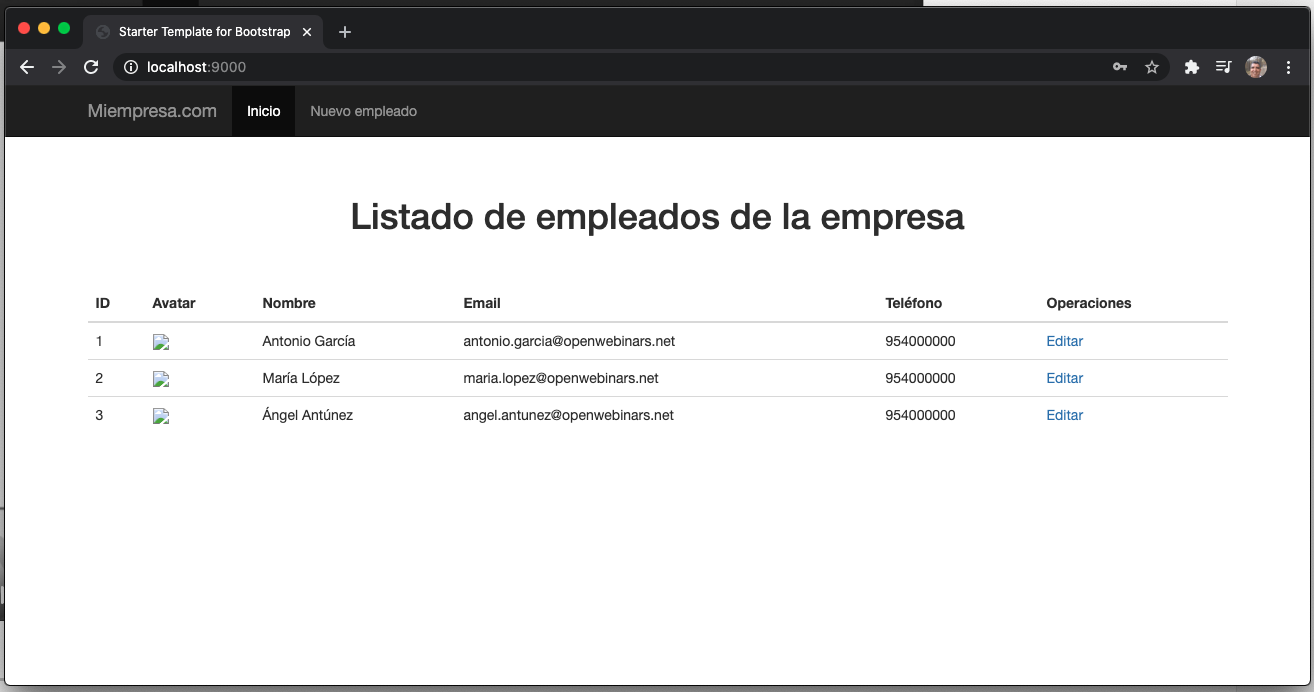 Starter Template for Bootstrap
localhost:9000
Miempresa.com Inicio Nuevo empleado
Listado de empleados de la empresa
ID Avatar Nombre Email Teléfono Operaciones
1 Antonio García antonio.garcia@openwebinars.net 954000000 Editar
2 María López maria.lopez@openwebinars.net 954000000 Editar
3 Ángel Antúnez angel.antunez@openwebinars.net 954000000 Editar